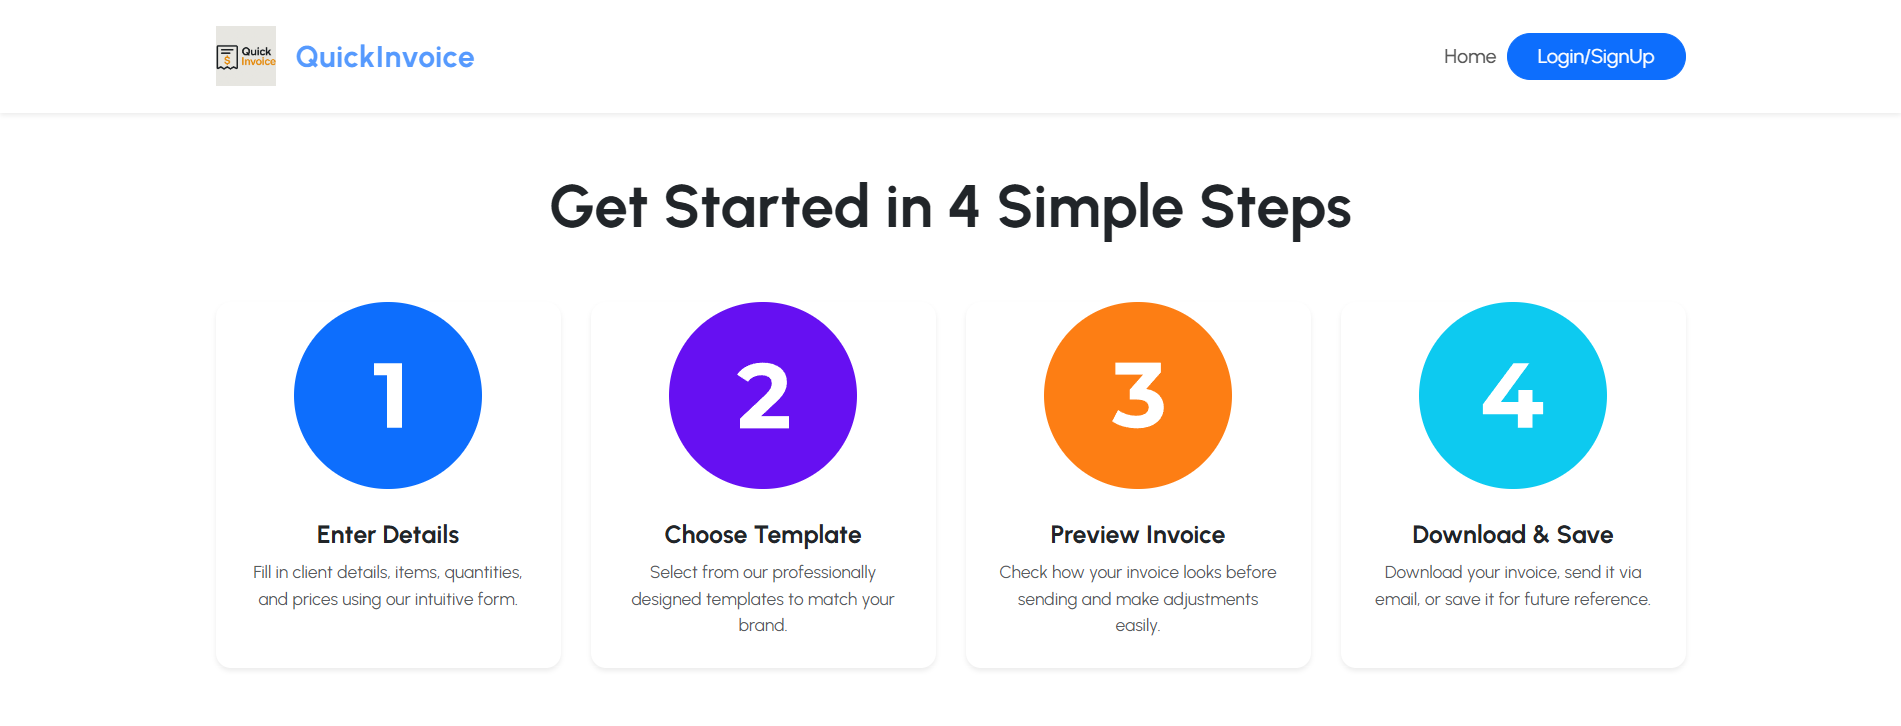 Quick
Invoice
QuickInvoice
Home
Login/SignUp
Get Started in 4 Simple Steps
1
2
3
4
Enter Details
Fill in client details, items, quantities,
and prices using our intuitive form.
Choose Template
Select from our professionally
designed templates to match your
brand.
Preview Invoice
Check how your invoice looks before
sending and make adjustments
easily.
Download & Save
Download your invoice, send it via
email, or save it for future reference.